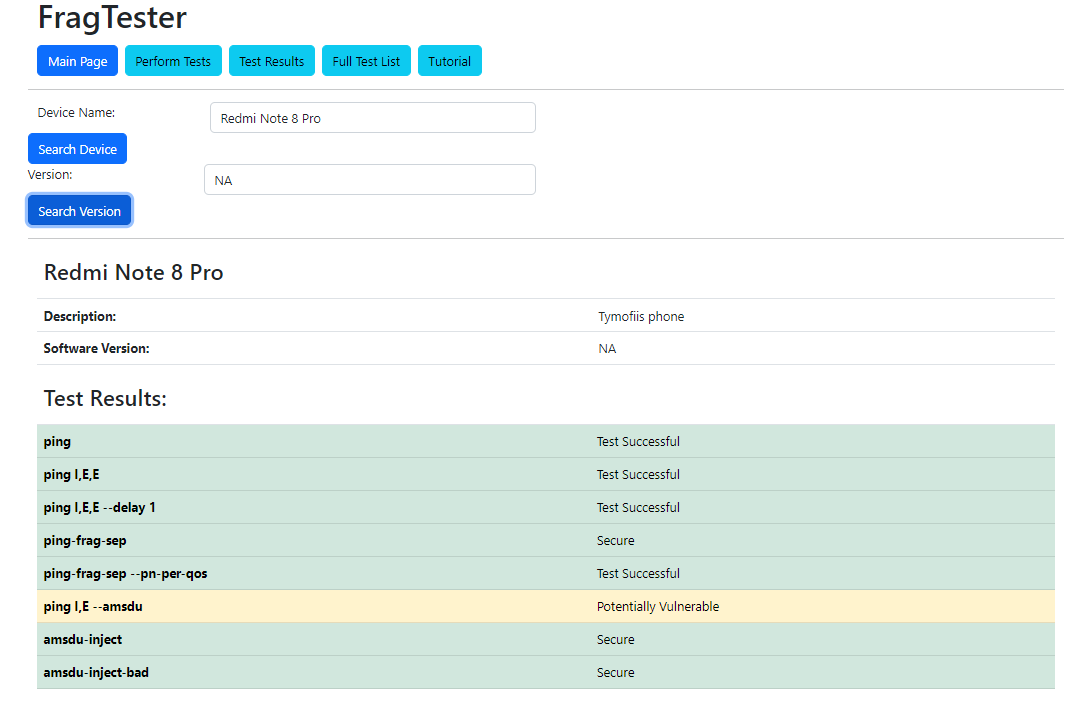 FragTester
Main Page Perform Tests Test Results Full Test List Tutorial
Device Name: Redmi Note 8 Pro
Search Device
Version: NA
Search Version
Redmi Note 8 Pro
Description: Tymofiis phone
Software Version: NA
Test Results:
ping Test Successful
ping I,E,E Test Successful
ping I,E,E --delay 1 Test Successful
ping-frag-sep Secure
ping-frag-sep --pn-per-qos Test Successful
ping I,E --amsdu Potentially Vulnerable
amsdu-inject Secure
amsdu-inject-bad Secure